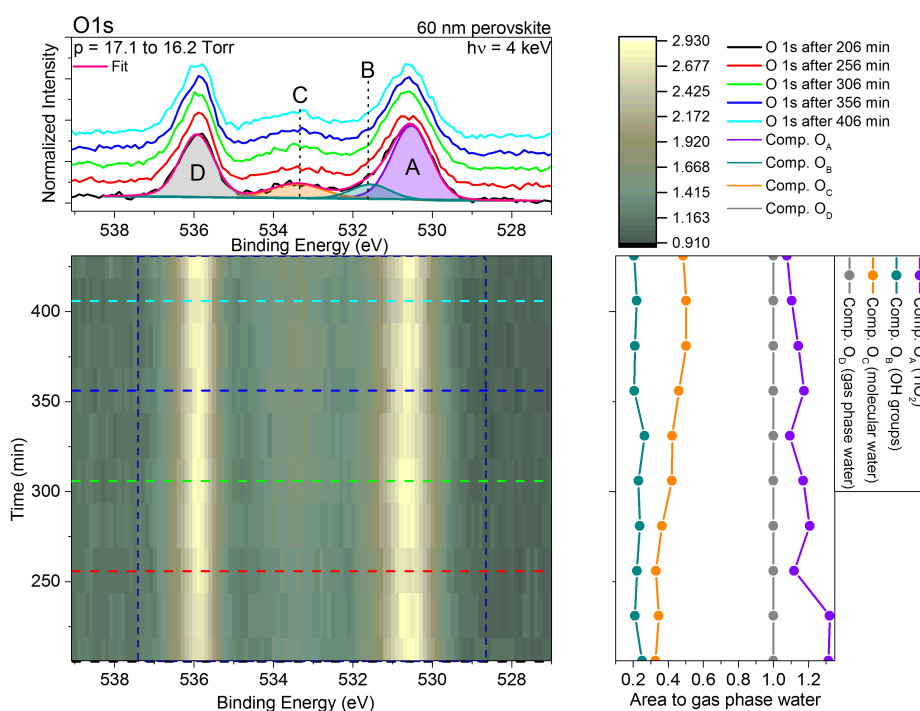 O1s
60 nm perovskite
p = 17.1 to 16.2 Torr
hν = 4 keV
Fit
B
C
D
A
Normalized Intensity
538 536 534 532 530 528
Binding Energy (eV)
2.930
2.677
2.425
2.172
1.920
1.668
1.415
1.163
0.910
O 1s after 206 min
O 1s after 256 min
O 1s after 306 min
O 1s after 356 min
O 1s after 406 min
Comp. O_A
Comp. O_B
Comp. O_C
Comp. O_D
Time (min)
400
350
300
250
538 536 534 532 530 528
Binding Energy (eV)
0.2 0.4 0.6 0.8 1.0 1.2
Area to gas phase water
Comp. O_B (OH groups)
Comp. O_C (molecular water)
Comp. O_D (gas phase water)